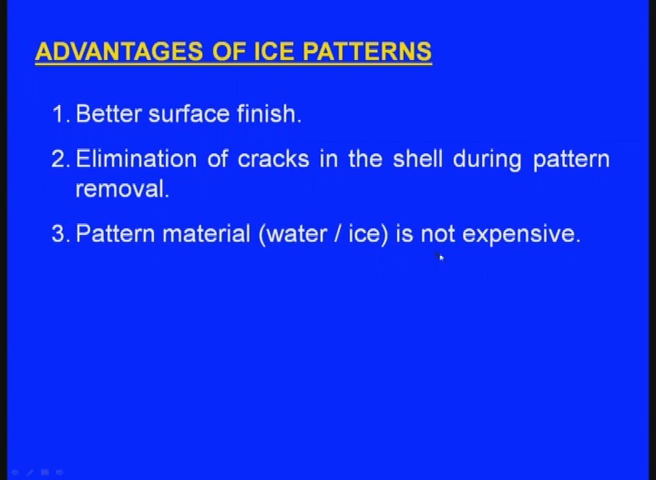 ADVANTAGES OF ICE PATTERNS
1. Better surface finish.
2. Elimination of cracks in the shell during pattern
removal.
3. Pattern material (water / ice) is not expensive.